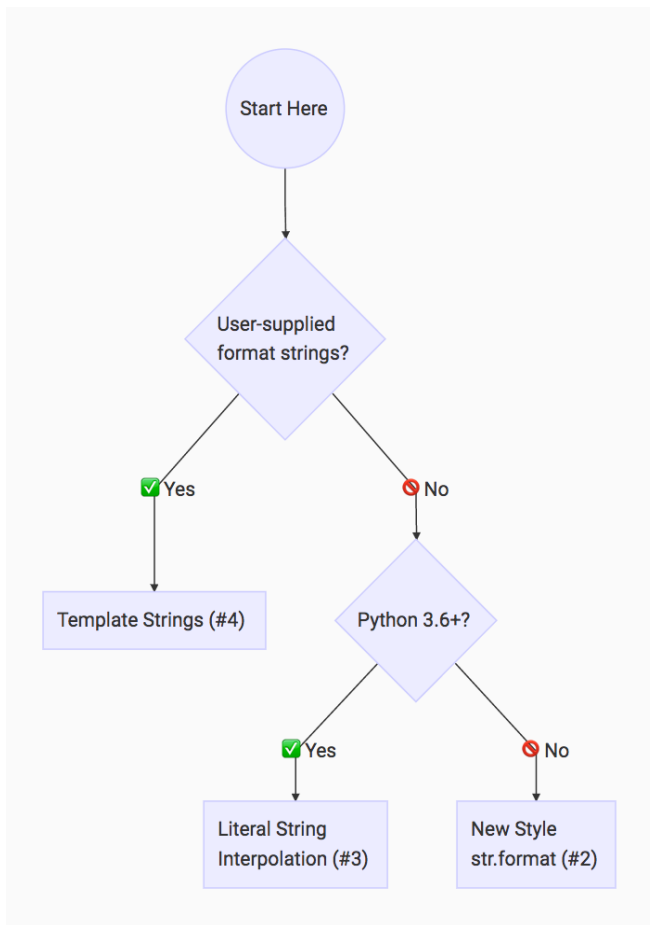 Start Here
User-supplied
format strings?
✅ Yes
🚫 No
Template Strings (#4)
Python 3.6+?
✅ Yes
🚫 No
Literal String
Interpolation (#3)
New Style
str.format (#2)